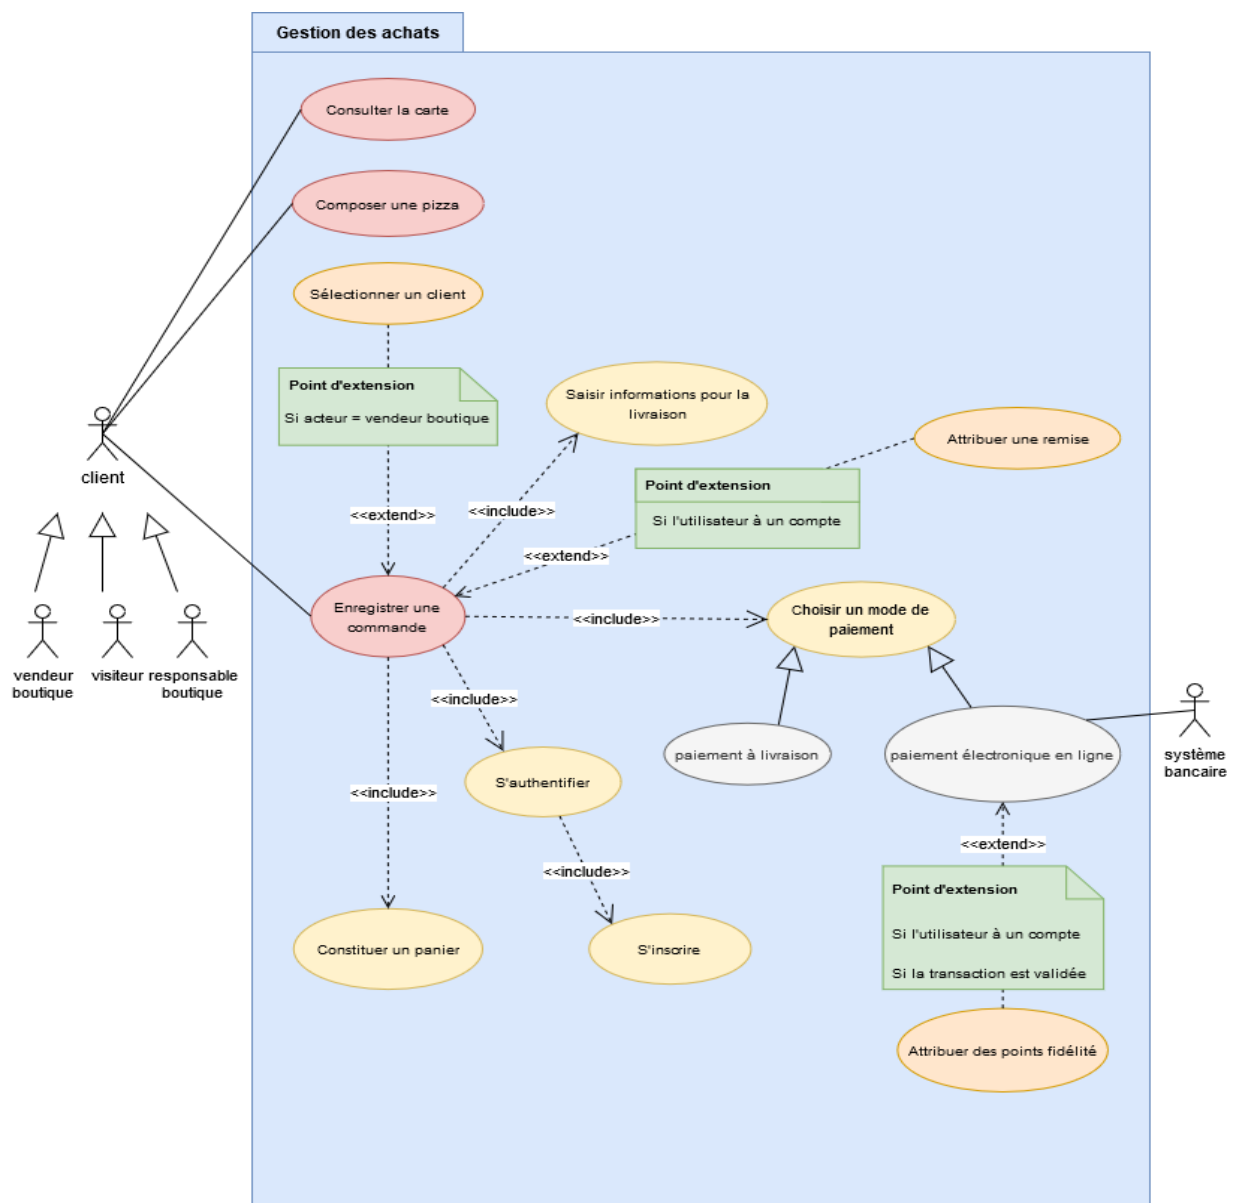 Gestion des achats
Consulter la carte
Composer une pizza
Sélectionner un client
Point d'extension
Si acteur = vendeur boutique
Saisir informations pour la
livraison
Attribuer une remise
Point d'extension
Si l'utilisateur à un compte
client
<<extend>>
<<include>>
<<extend>>
Enregistrer une
commande
<<include>>
Choisir un mode de
paiement
vendeur
boutique
visiteur
responsable
boutique
<<include>>
paiement à livraison
paiement électronique en ligne
système
bancaire
S'authentifier
<<include>>
<<extend>>
<<include>>
Point d'extension
Si l'utilisateur à un compte
Si la transaction est validée
Constituer un panier
S'inscrire
Attribuer des points fidélité